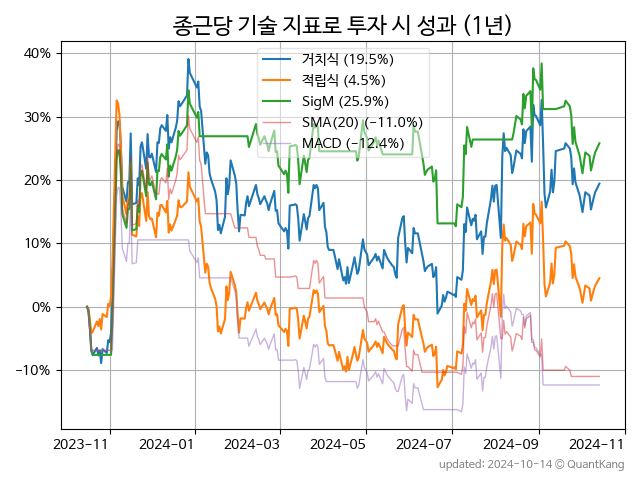 종근당 기술 지표로 투자 시 성과 (1년)
40%
30%
20%
10%
0%
−10%
거치식 (19.5%)
적립식 (4.5%)
SigM (25.9%)
SMA(20) (−11.0%)
MACD (−12.4%)
2023-11
2024-01
2024-03
2024-05
2024-07
2024-09
2024-11
updated: 2024-10-14 © QuantKang